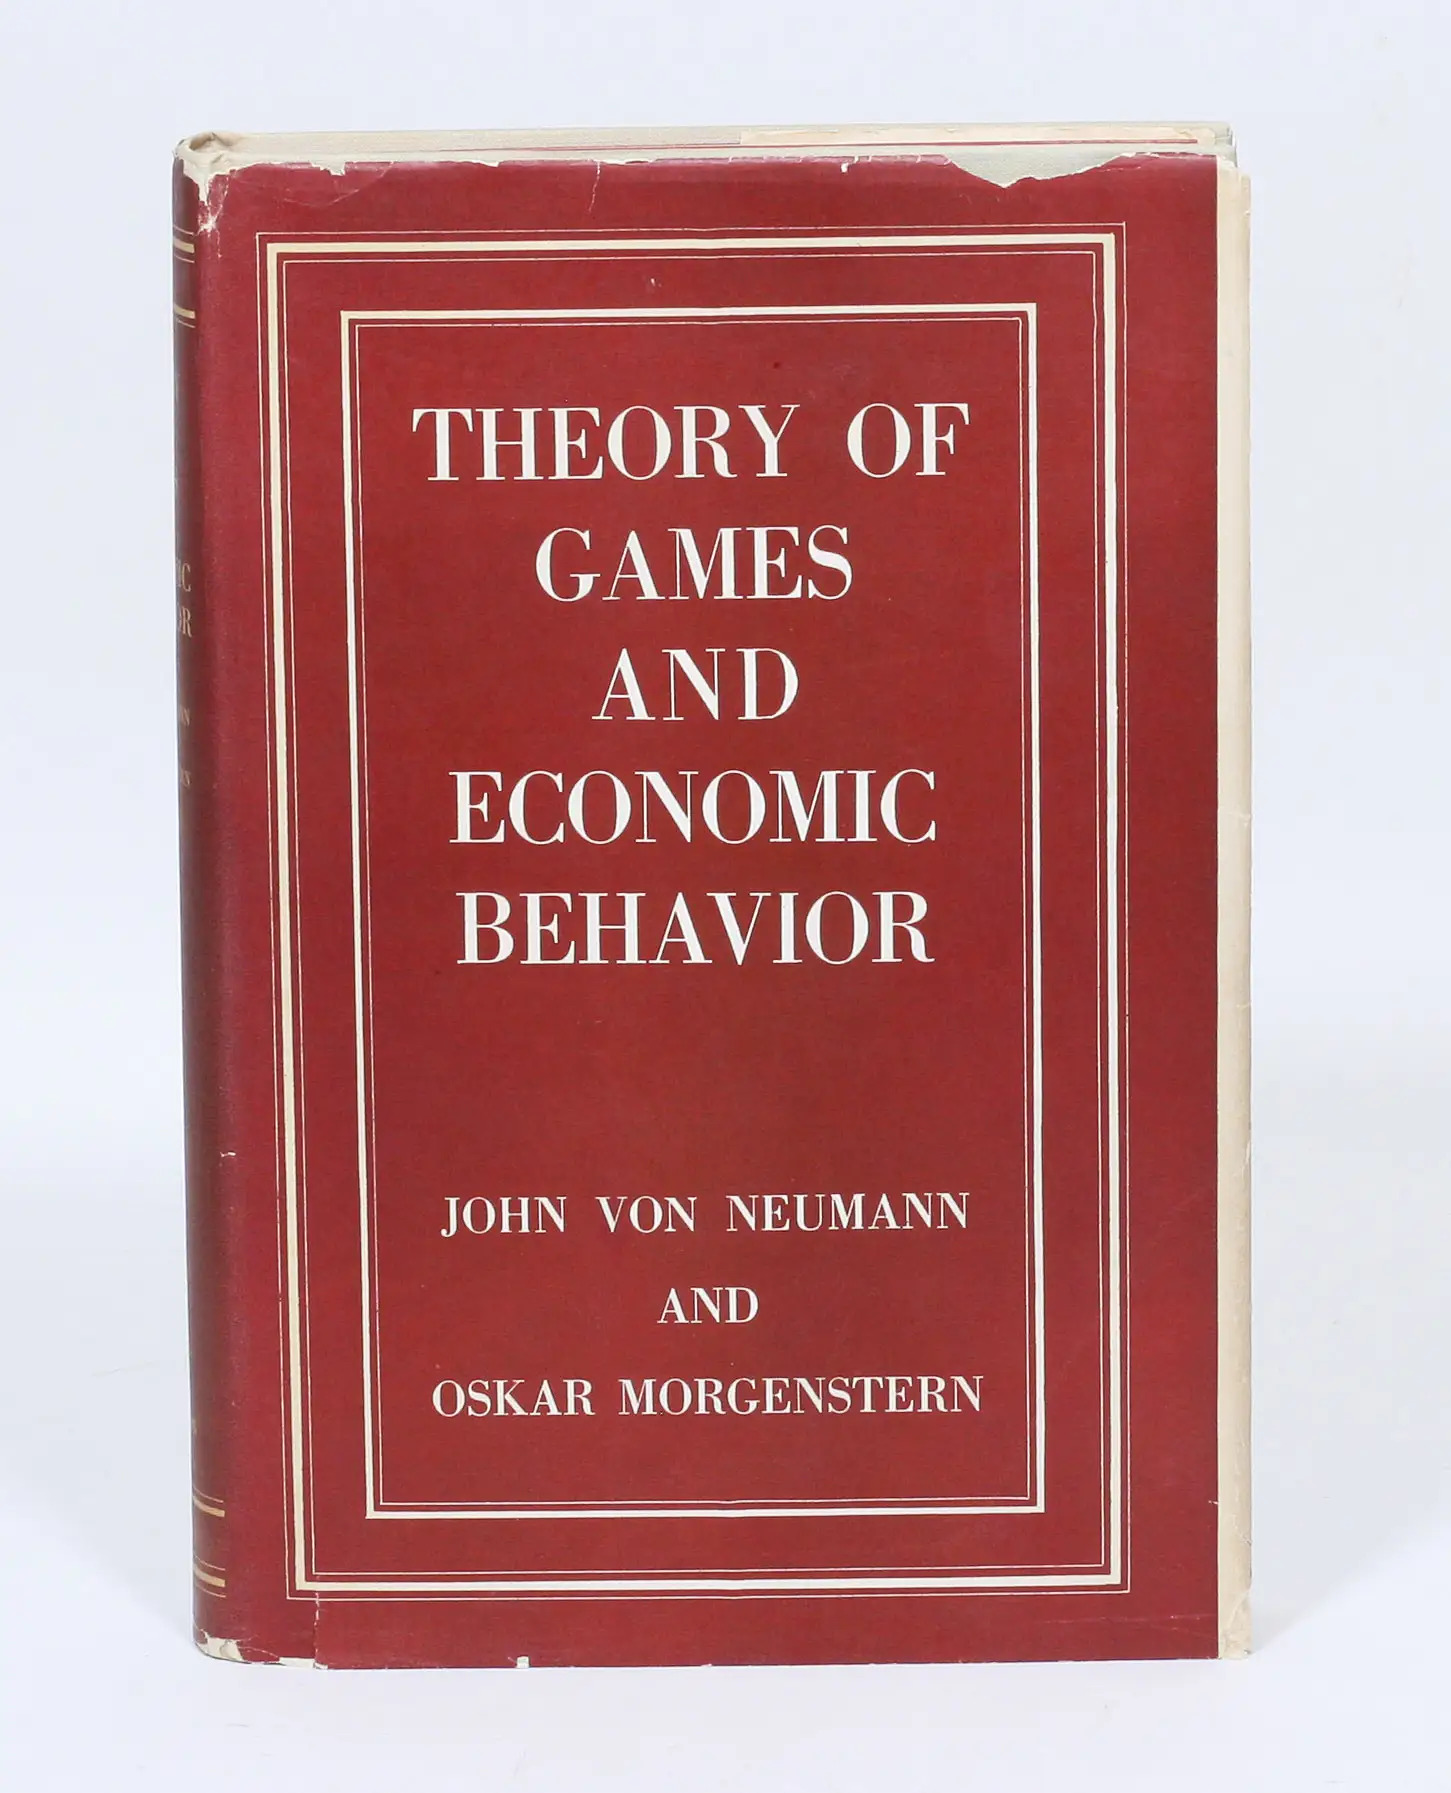 THEORY OF
GAMES
AND
ECONOMIC
BEHAVIOR
JOHN VON NEUMANN
AND
OSKAR MORGENSTERN